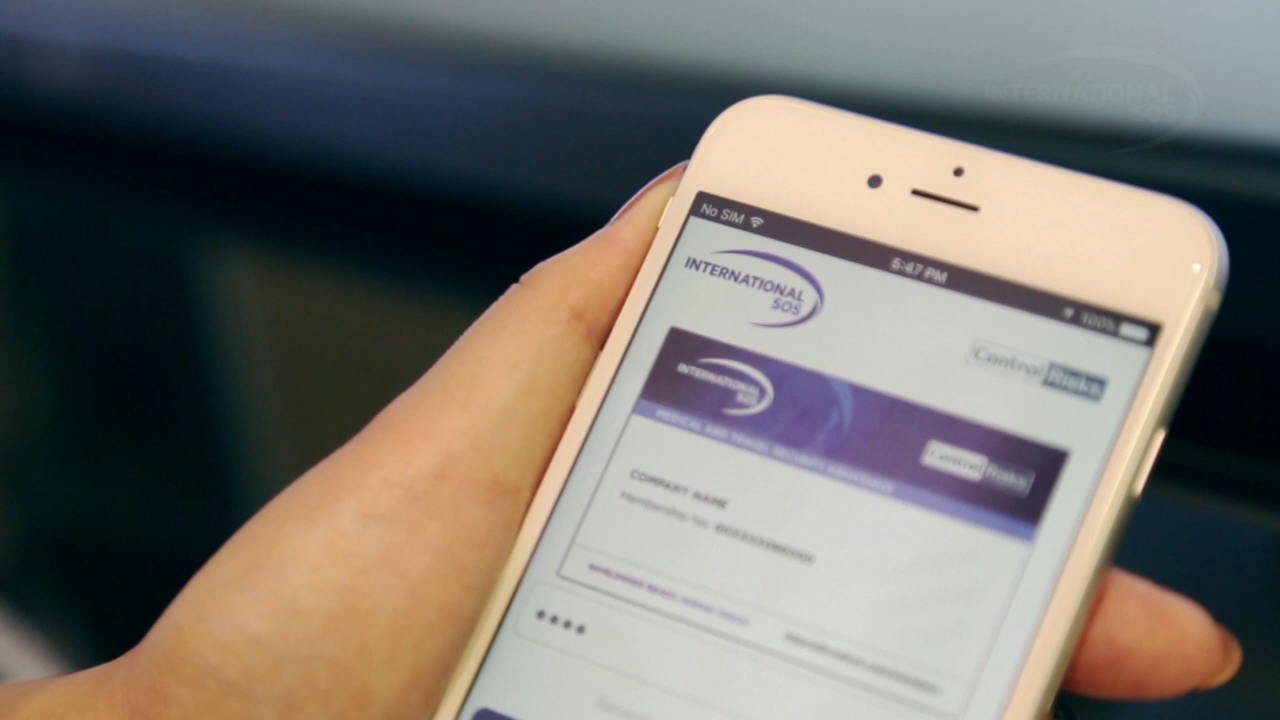 INTERNATIONAL
SOS
No SIM
5:47 PM
100%
INTERNATIONAL
SOS
Control Risks
INTERNATIONAL
SOS
MEDICAL AND TRAVEL SECURITY ASSISTANCE
Control Risks
COMPANY NAME
Membership No.